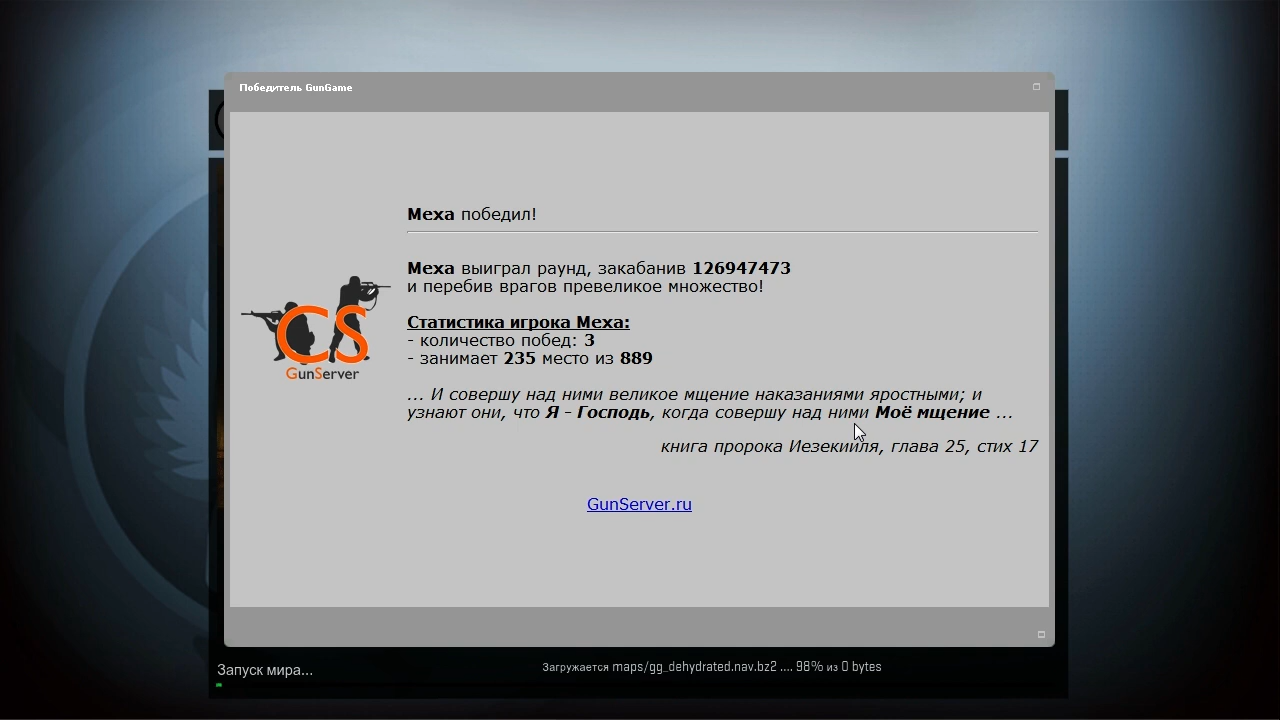 Победитель GunGame
Меха победил!
Меха выиграл раунд, закабанив 126947473
и перебив врагов превеликое множество!
Статистика игрока Меха:
- количество побед: 3
- занимает 235 место из 889
... И совершу над ними великое мщение наказаниями яростными; и
узнают они, что Я - Господь, когда совершу над ними Моё мщение ...
книга пророка Иезекииля, глава 25, стих 17
CS
GunServer
GunServer.ru
Запуск мира...
Загружается maps/gg_dehydrated.nav.bz2 .... 98% из 0 bytes